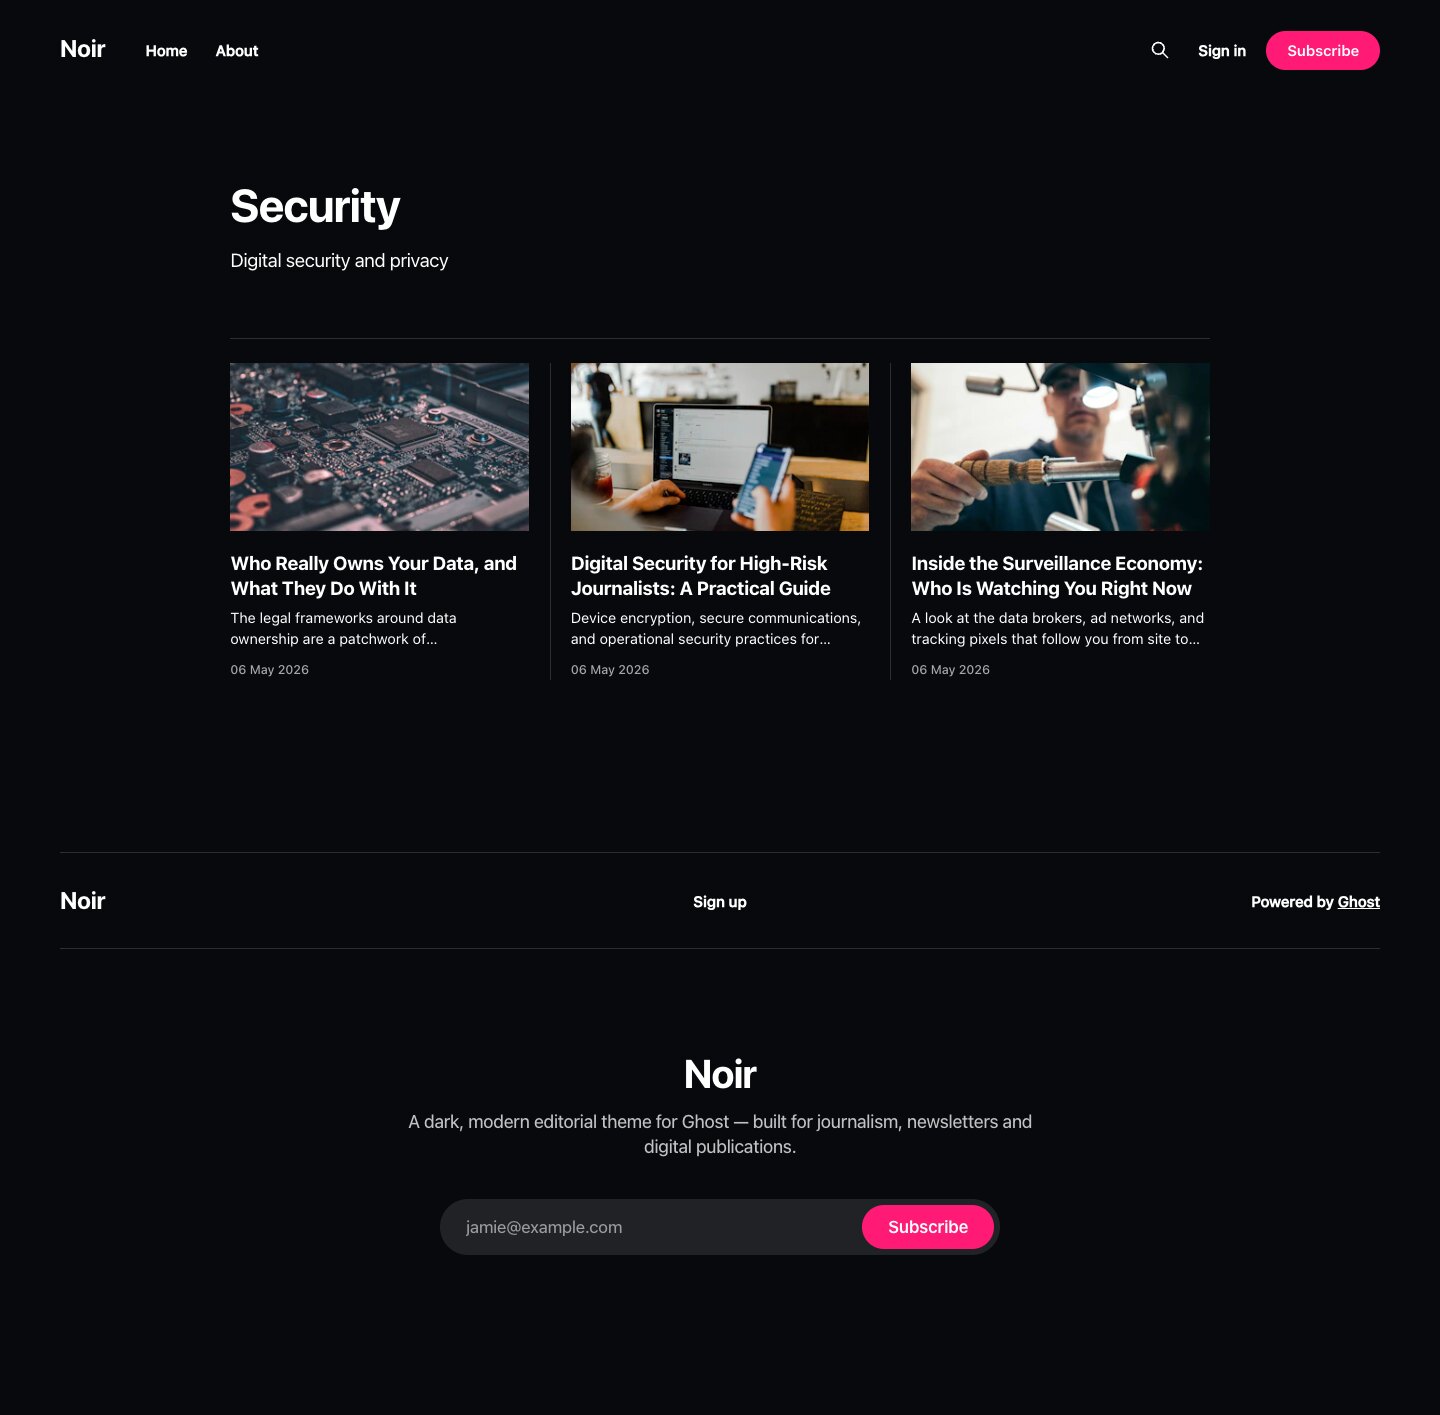 Noir
Home
About
Sign in
Subscribe
Security
Digital security and privacy
Who Really Owns Your Data, and
What They Do With It
The legal frameworks around data
ownership are a patchwork of…
06 May 2026
Digital Security for High-Risk
Journalists: A Practical Guide
Device encryption, secure communications,
and operational security practices for…
06 May 2026
Inside the Surveillance Economy:
Who Is Watching You Right Now
A look at the data brokers, ad networks, and
tracking pixels that follow you from site to…
06 May 2026
Noir
Sign up
Powered by Ghost
Noir
A dark, modern editorial theme for Ghost — built for journalism, newsletters and
digital publications.
jamie@example.com
Subscribe